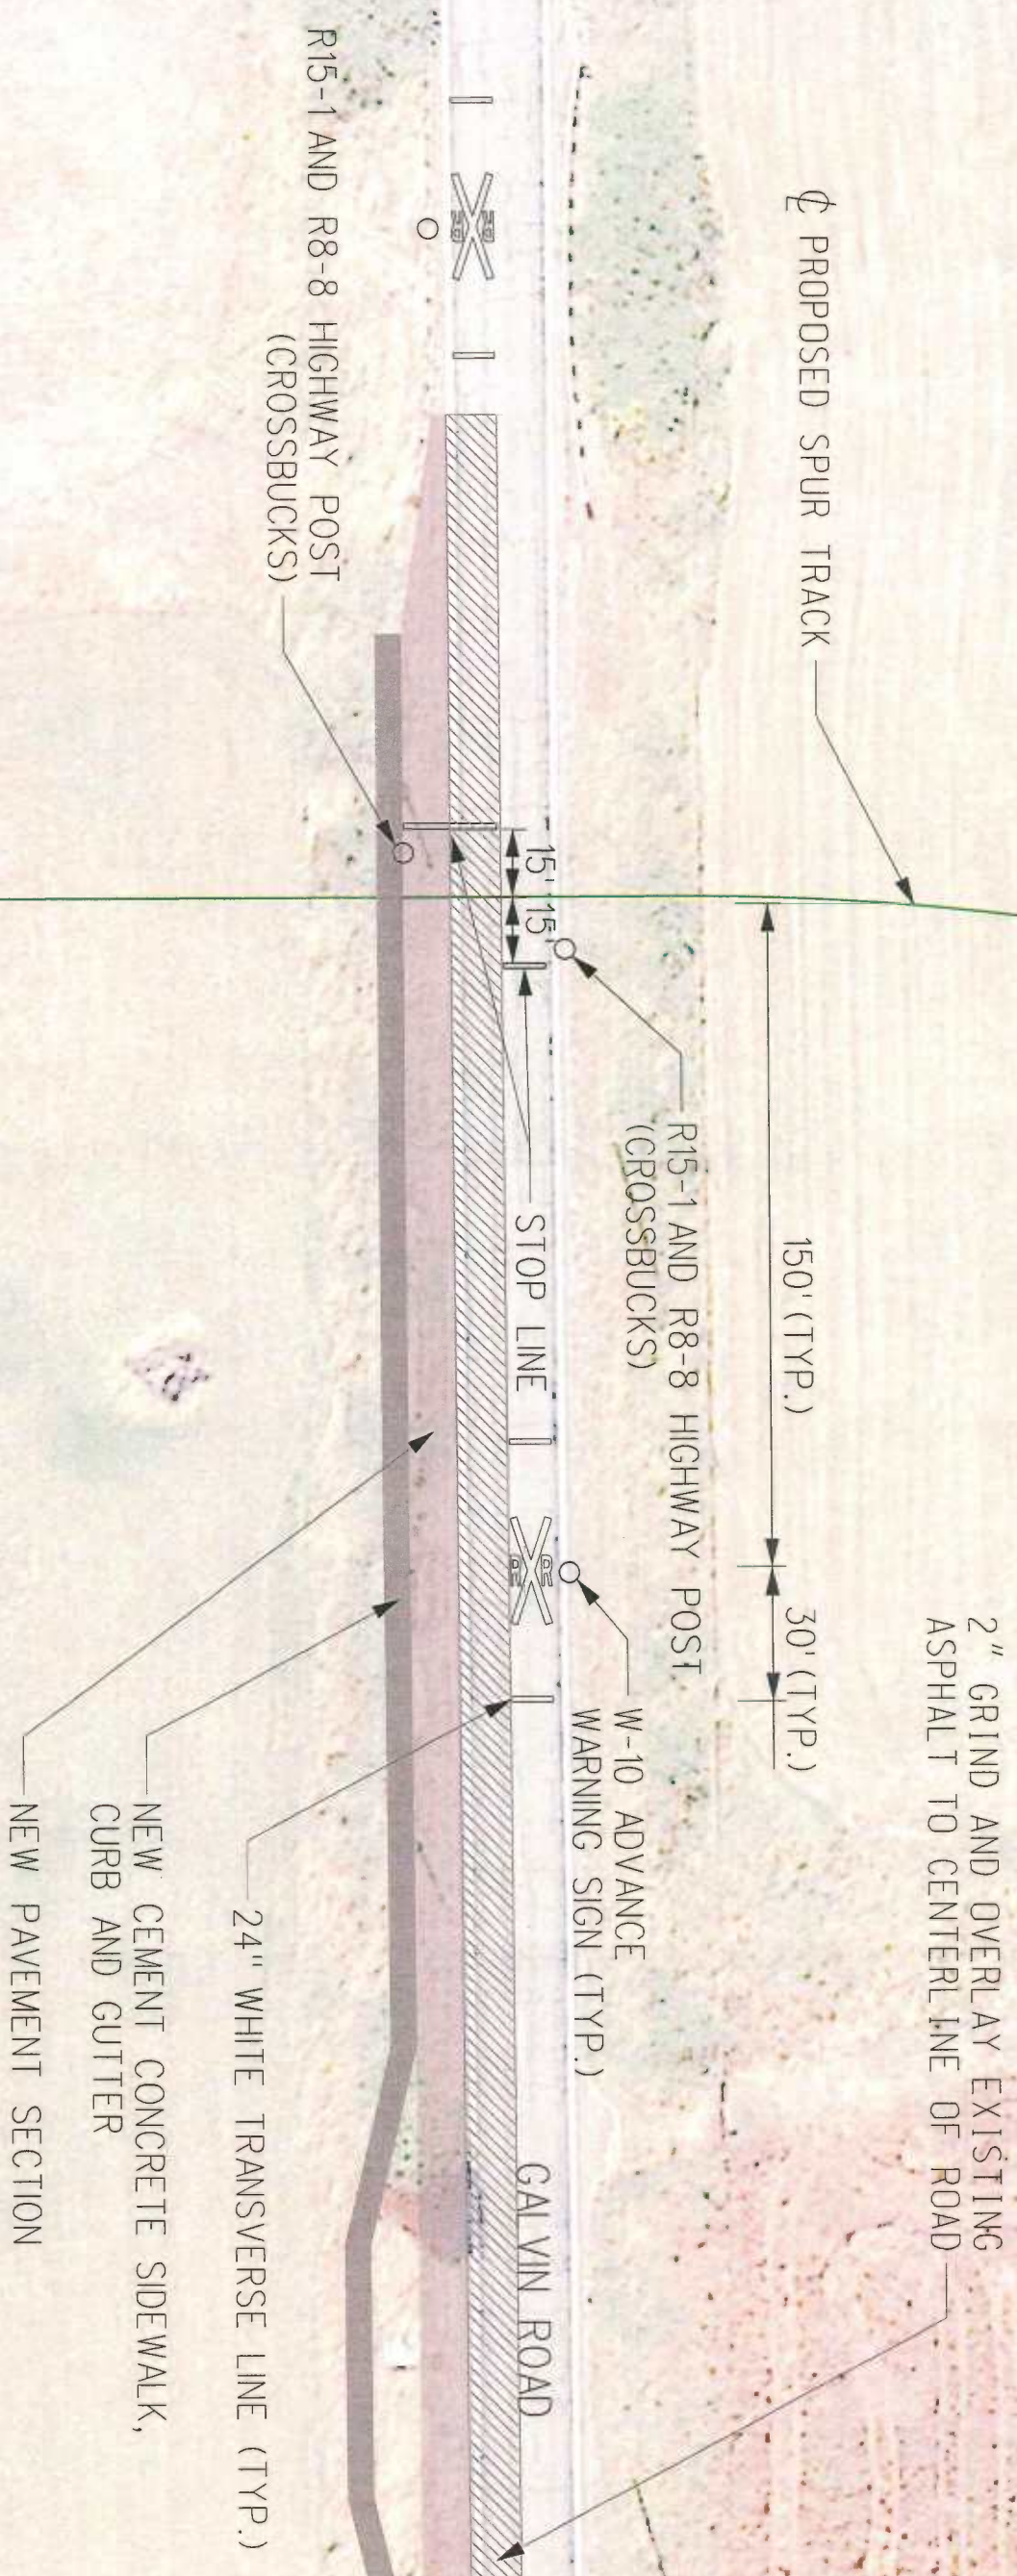 ℄ PROPOSED SPUR TRACK
R15-1 AND R8-8 HIGHWAY POST
(CROSSBUCKS)
15' 15'
R15-1 AND R8-8 HIGHWAY POST
(CROSSBUCKS)
150' (TYP.)
30' (TYP.)
STOP LINE
RR
RR
W-10 ADVANCE
WARNING SIGN (TYP.)
2" GRIND AND OVERLAY EXISTING
ASPHALT TO CENTERLINE OF ROAD
GALVIN ROAD
24" WHITE TRANSVERSE LINE (TYP.)
NEW CEMENT CONCRETE SIDEWALK,
CURB AND GUTTER
NEW PAVEMENT SECTION